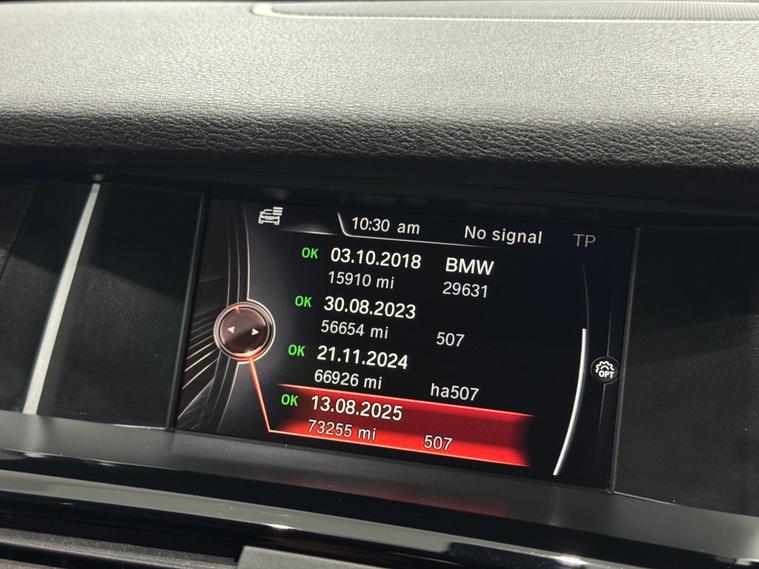 10:30 am No signal TP
OK 03.10.2018 BMW
15910 mi 29631
OK 30.08.2023
56654 mi 507
OK 21.11.2024
66926 mi ha507
OPT
OK 13.08.2025
73255 mi 507